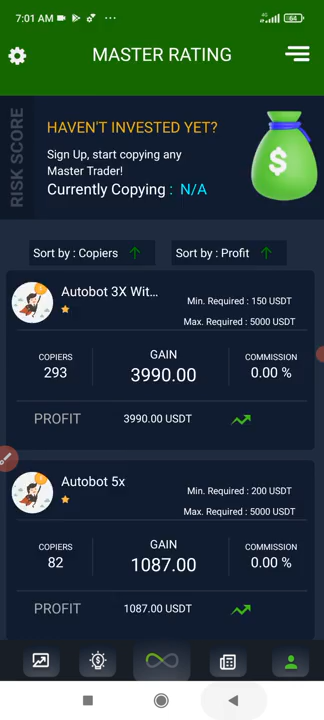 7:01 AM
4G
64
MASTER RATING
RISK SCORE
HAVEN'T INVESTED YET?
Sign Up, start copying any
Master Trader!
Currently Copying : N/A
Sort by : Copiers
Sort by : Profit
Autobot 3X Wit...
Min. Required : 150 USDT
Max. Required : 5000 USDT
COPIERS
293
GAIN
3990.00
COMMISSION
0.00 %
PROFIT
3990.00 USDT
Autobot 5x
Min. Required : 200 USDT
Max. Required : 5000 USDT
COPIERS
82
GAIN
1087.00
COMMISSION
0.00 %
PROFIT
1087.00 USDT